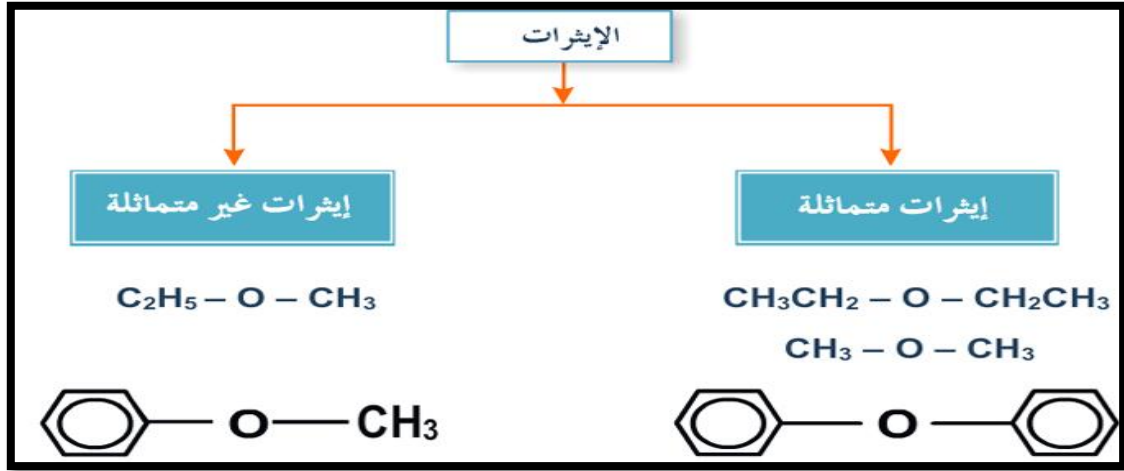 الإيثرات
إيثرات متماثلة
إيثرات غير متماثلة
CH₃CH₂ – O – CH₂CH₃
C₂H₅ – O – CH₃
CH₃ – O – CH₃
O
O — CH₃